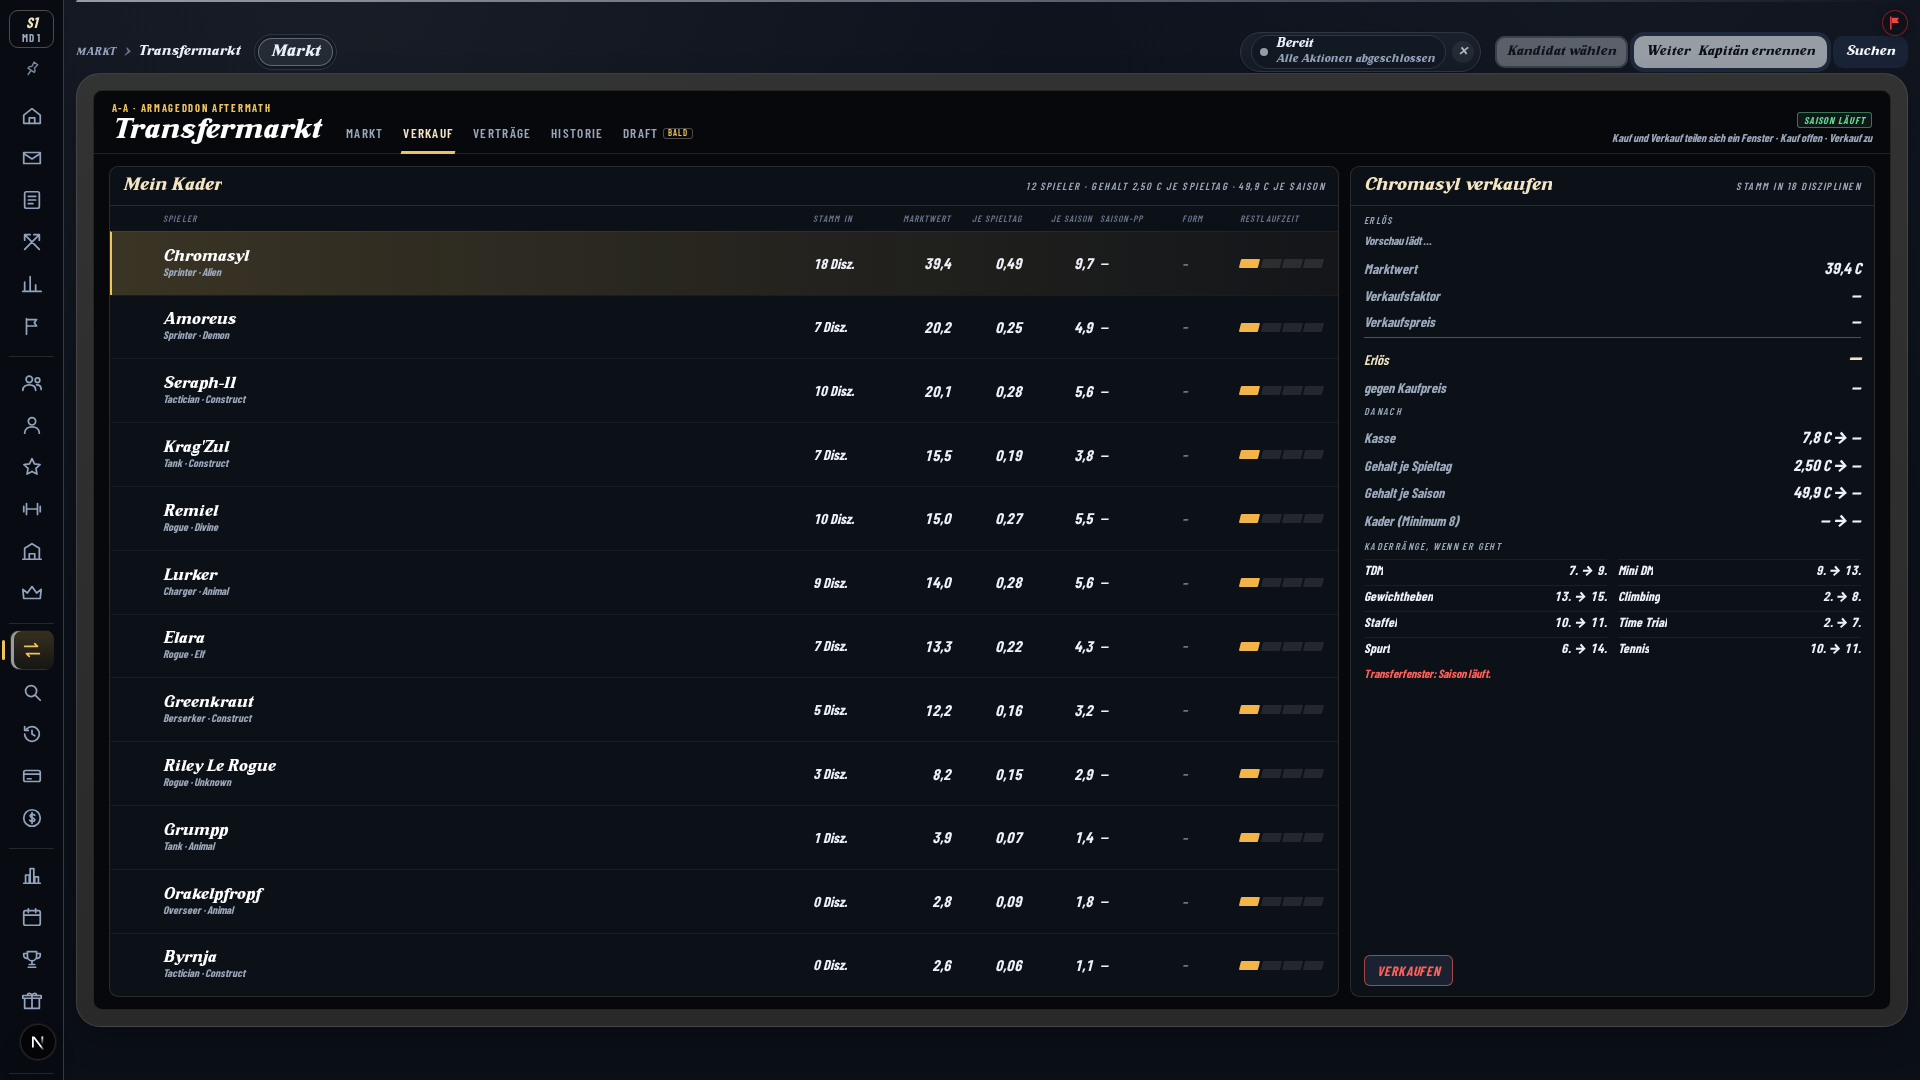 S1
MD1
MARKT > Transfermarkt Markt
Bereit
Alle Aktionen abgeschlossen
Kandidat wählen
Weiter Kapitän ernennen
Suchen
A-A · ARMAGEDDON AFTERMATH
Transfermarkt
MARKT VERKAUF VERTRÄGE HISTORIE DRAFT BALD
SAISON LÄUFT
Kauf und Verkauf teilen sich ein Fenster · Kauf offen · Verkauf zu
Mein Kader
12 SPIELER · GEHALT 2,50 C JE SPIELTAG · 49,9 C JE SAISON
SPIELER STAMM IN MARKTWERT JE SPIELTAG JE SAISON SAISON-PP FORM RESTLAUFZEIT
Chromasyl
Sprinter · Alien
18 Disz. 39,4 0,49 9,7 – –
Amoreus
Sprinter · Demon
7 Disz. 20,2 0,25 4,9 – –
Seraph-11
Tactician · Construct
10 Disz. 20,1 0,28 5,6 – –
Krag'Zul
Tank · Construct
7 Disz. 15,5 0,19 3,8 – –
Remiel
Rogue · Divine
10 Disz. 15,0 0,27 5,5 – –
Lurker
Charger · Animal
9 Disz. 14,0 0,28 5,6 – –
Elara
Rogue · Elf
7 Disz. 13,3 0,22 4,3 – –
Greenkraut
Berserker · Construct
5 Disz. 12,2 0,16 3,2 – –
Riley Le Rogue
Rogue · Unknown
3 Disz. 8,2 0,15 2,9 – –
Grumpp
Tank · Animal
1 Disz. 3,9 0,07 1,4 – –
Orakelpfropf
Overseer · Animal
0 Disz. 2,8 0,09 1,8 – –
Byrnja
Tactician · Construct
0 Disz. 2,6 0,06 1,1 – –
Chromasyl verkaufen
STAMM IN 18 DISZIPLINEN
ERLÖS
Vorschau lädt ...
Marktwert 39,4 C
Verkaufsfaktor –
Verkaufspreis –
Erlös –
gegen Kaufpreis –
DANACH
Kasse 7,8 C → –
Gehalt je Spieltag 2,50 C → –
Gehalt je Saison 49,9 C → –
Kader (Minimum 8) – → –
KADERRÄNGE, WENN ER GEHT
TDM 7. → 9. Mini DM 9. → 13.
Gewichtheben 13. → 15. Climbing 2. → 8.
Staffel 10. → 11. Time Trial 2. → 7.
Spurt 6. → 14. Tennis 10. → 11.
Transferfenster: Saison läuft.
VERKAUFEN
N